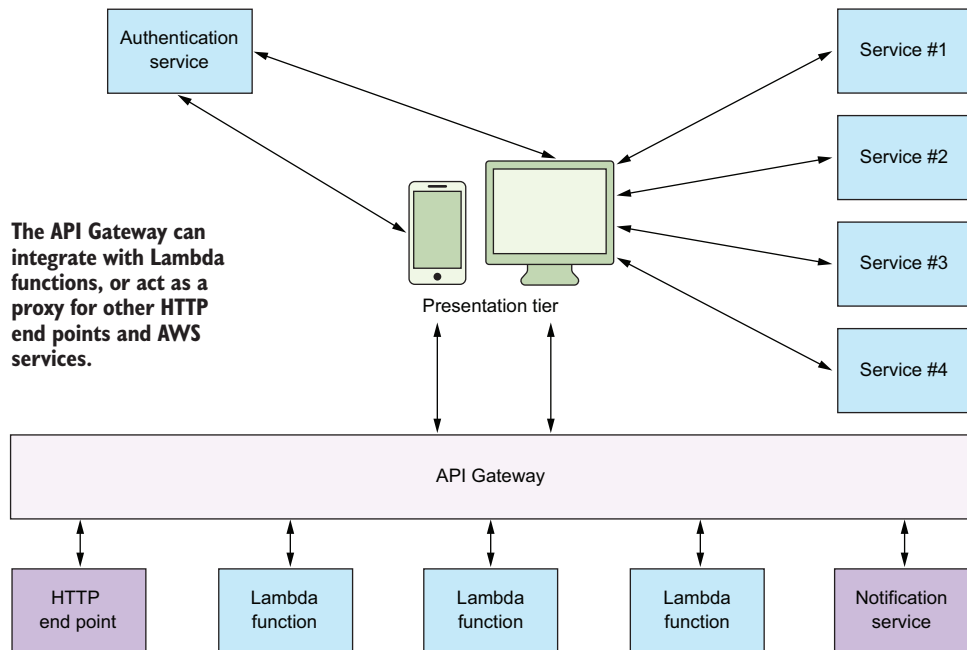 Authentication
service
Service #1
Service #2
Service #3
Service #4
The API Gateway can
integrate with Lambda
functions, or act as a
proxy for other HTTP
end points and AWS
services.
Presentation tier
API Gateway
HTTP
end point
Lambda
function
Lambda
function
Lambda
function
Notification
service